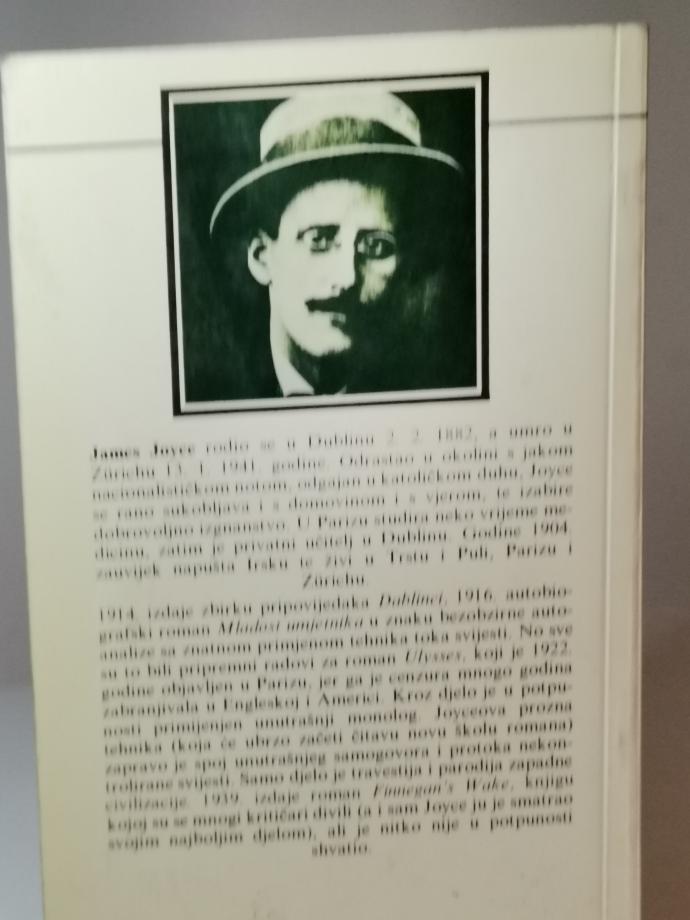 James Joyce rodio se u Dublinu 2. 2. 1882, a umro u
Zürichu 13. 1. 1941. godine. Odrastao u okolini s jakom
nacionalističkom notom, odgajan u katoličkom duhu, Joyce
se rano sukobljava i s domovinom i s vjerom, te izabire
dobrovoljno izgnanstvo. U Parizu studira neko vrijeme me-
dicinu, zatim je privatni učitelj u Dublinu. Godine 1904.
zauvijek napušta Irsku te živi u Trstu i Puli, Parizu i
Zürichu.
1914. izdaje zbirku pripovijedaka Dablinci, 1916. autobio-
grafski roman Mladost umjetnika u znaku bezobzirne auto-
analize sa znatnom primjenom tehnika toka svijesti. No sve
su to bili pripremni radovi za roman Ulysses, koji je 1922.
godine objavljen u Parizu, jer ga je cenzura mnogo godina
zabranjivala u Engleskoj i Americi. Kroz djelo je u potpu-
nosti primijenjen unutrašnji monolog. Joyceova prozna
tehnika (koja će ubrzo začeti čitavu novu školu romana)
zapravo je spoj unutrašnjeg samogovora i protoka nekon-
trolirane svijesti. Samo djelo je travestija i parodija zapadne
civilizacije. 1939. izdaje roman Finnegan's Wake, knjigu
kojoj su se mnogi kritičari divili (a i sam Joyce ju je smatrao
svojim najboljim djelom), ali je nitko nije u potpunosti
shvatio.